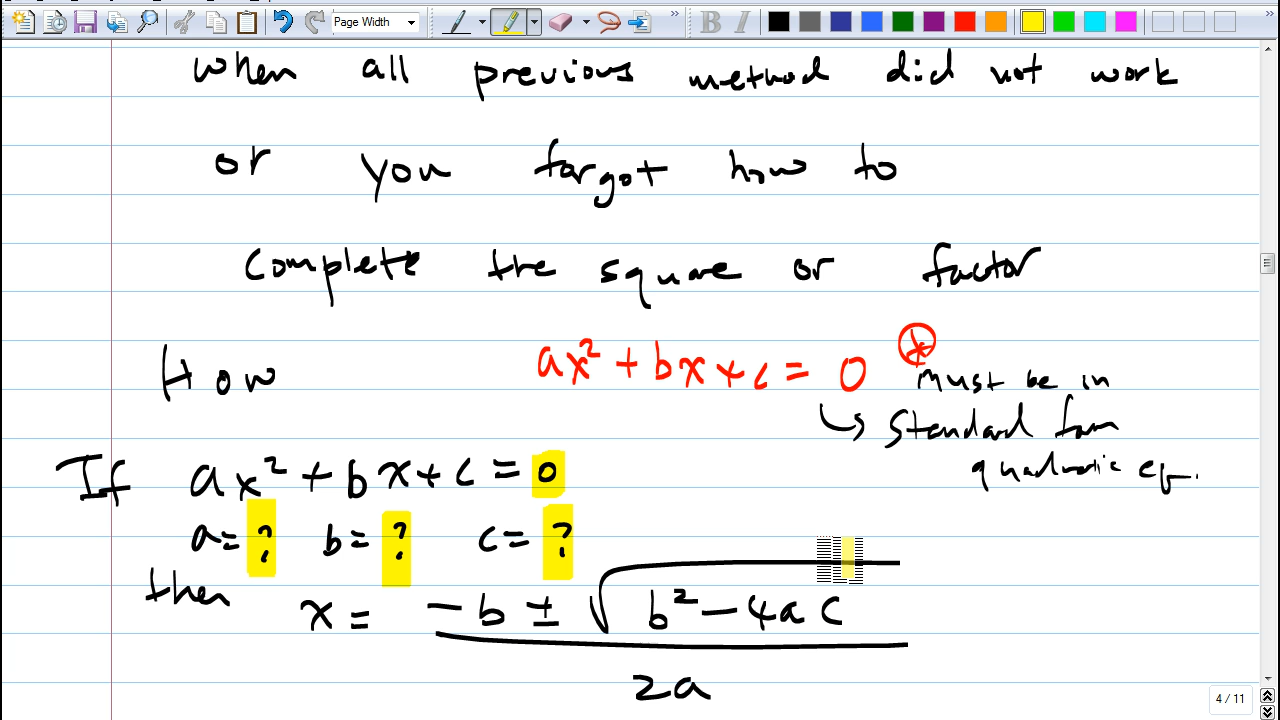 Page Width
B I
when all previous method did not work
or you forgot how to
complete the square or factor
How ax² + bx + c = 0 * must be in
↳ standard form
quadratic eq.
If ax² + bx + c = 0
a = ? b = ? c = ?
then x = -b ± √b² - 4ac
2a
4 / 11